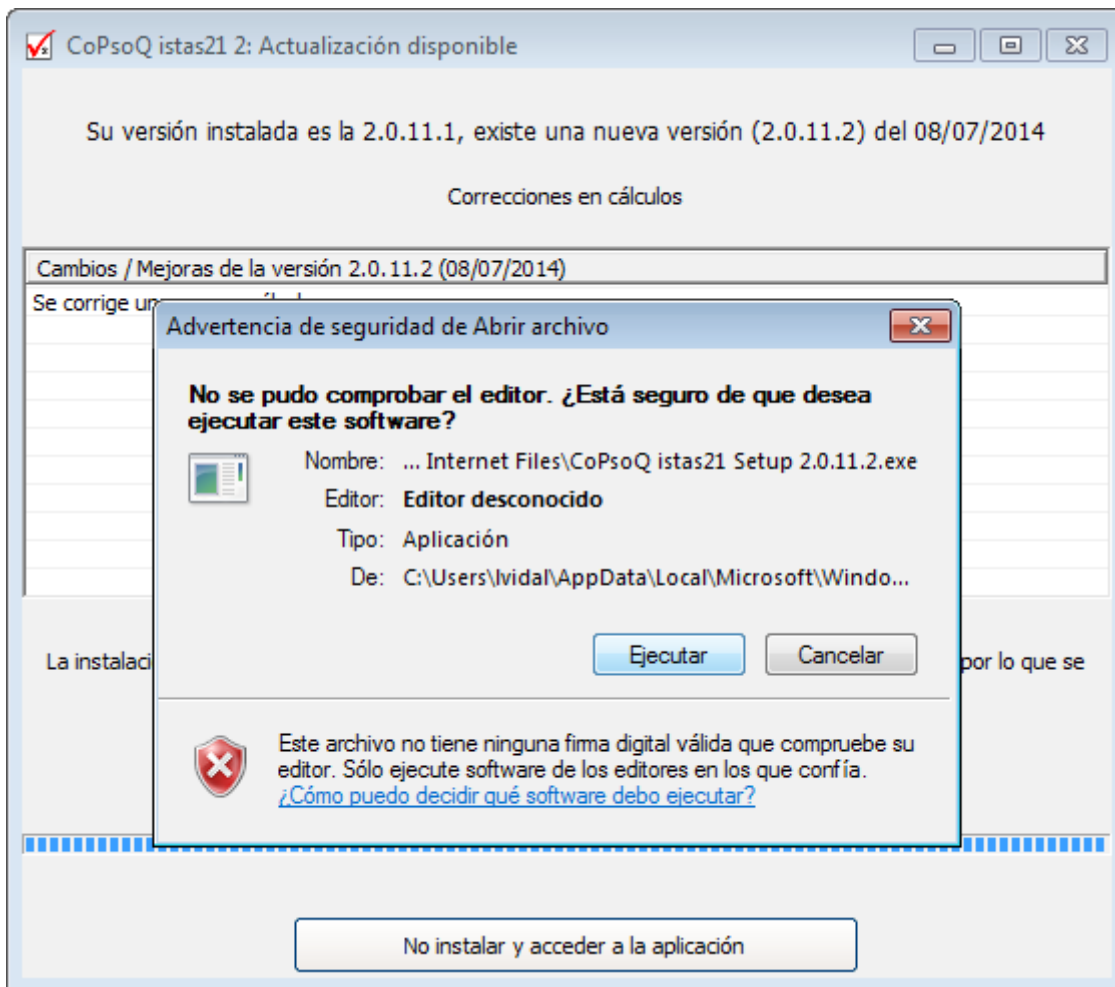 CoPsoQ istas21 2: Actualización disponible
Su versión instalada es la 2.0.11.1, existe una nueva versión (2.0.11.2) del 08/07/2014
Correcciones en cálculos
Cambios / Mejoras de la versión 2.0.11.2 (08/07/2014)
Se corrige
Advertencia de seguridad de Abrir archivo
No se pudo comprobar el editor. ¿Está seguro de que desea
ejecutar este software?
Nombre: ... Internet Files\CoPsoQ istas21 Setup 2.0.11.2.exe
Editor: Editor desconocido
Tipo: Aplicación
De: C:\Users\lvidal\AppData\Local\Microsoft\Windo...
Ejecutar Cancelar
La por lo que se
Este archivo no tiene ninguna firma digital válida que compruebe su
editor. Sólo ejecute software de los editores en los que confía.
¿Cómo puedo decidir qué software debo ejecutar?
No instalar y acceder a la aplicación